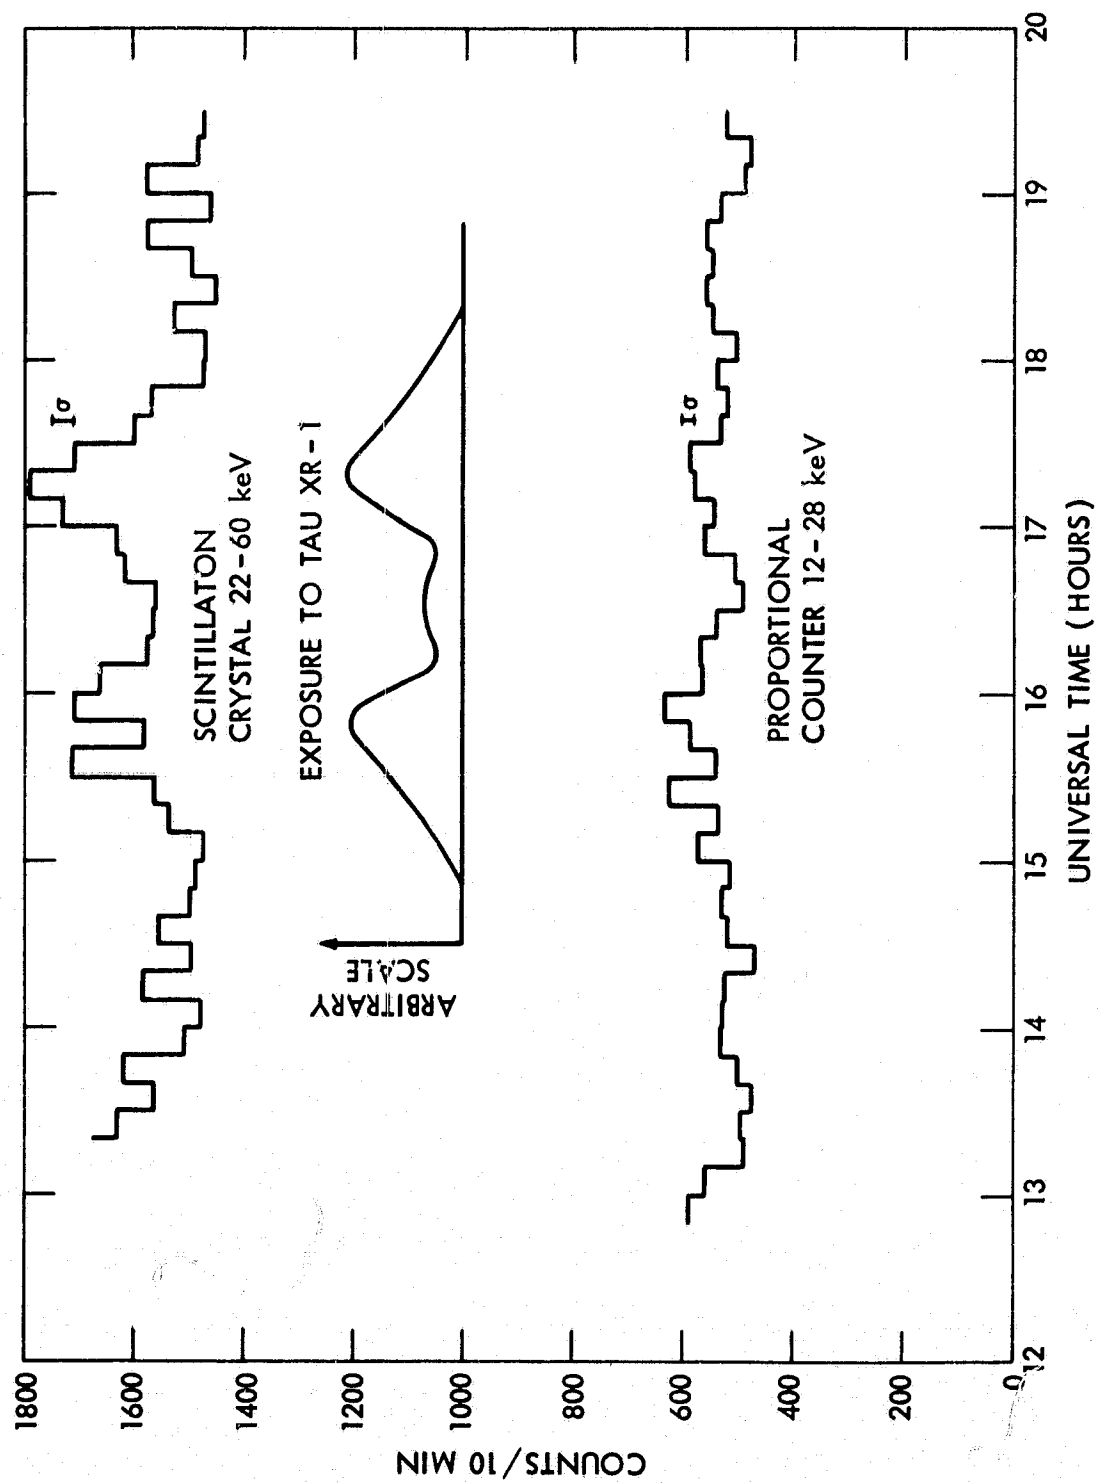 1800
1600
1400
1200
1000
800
600
400
200
0
COUNTS/10 MIN
12
13
14
15
16
17
18
19
20
UNIVERSAL TIME (HOURS)
I σ
SCINTILLATON
CRYSTAL 22-60 keV
EXPOSURE TO TAU XR-1
ARBITRARY
SCALE
I σ
PROPORTIONAL
COUNTER 12-28 keV